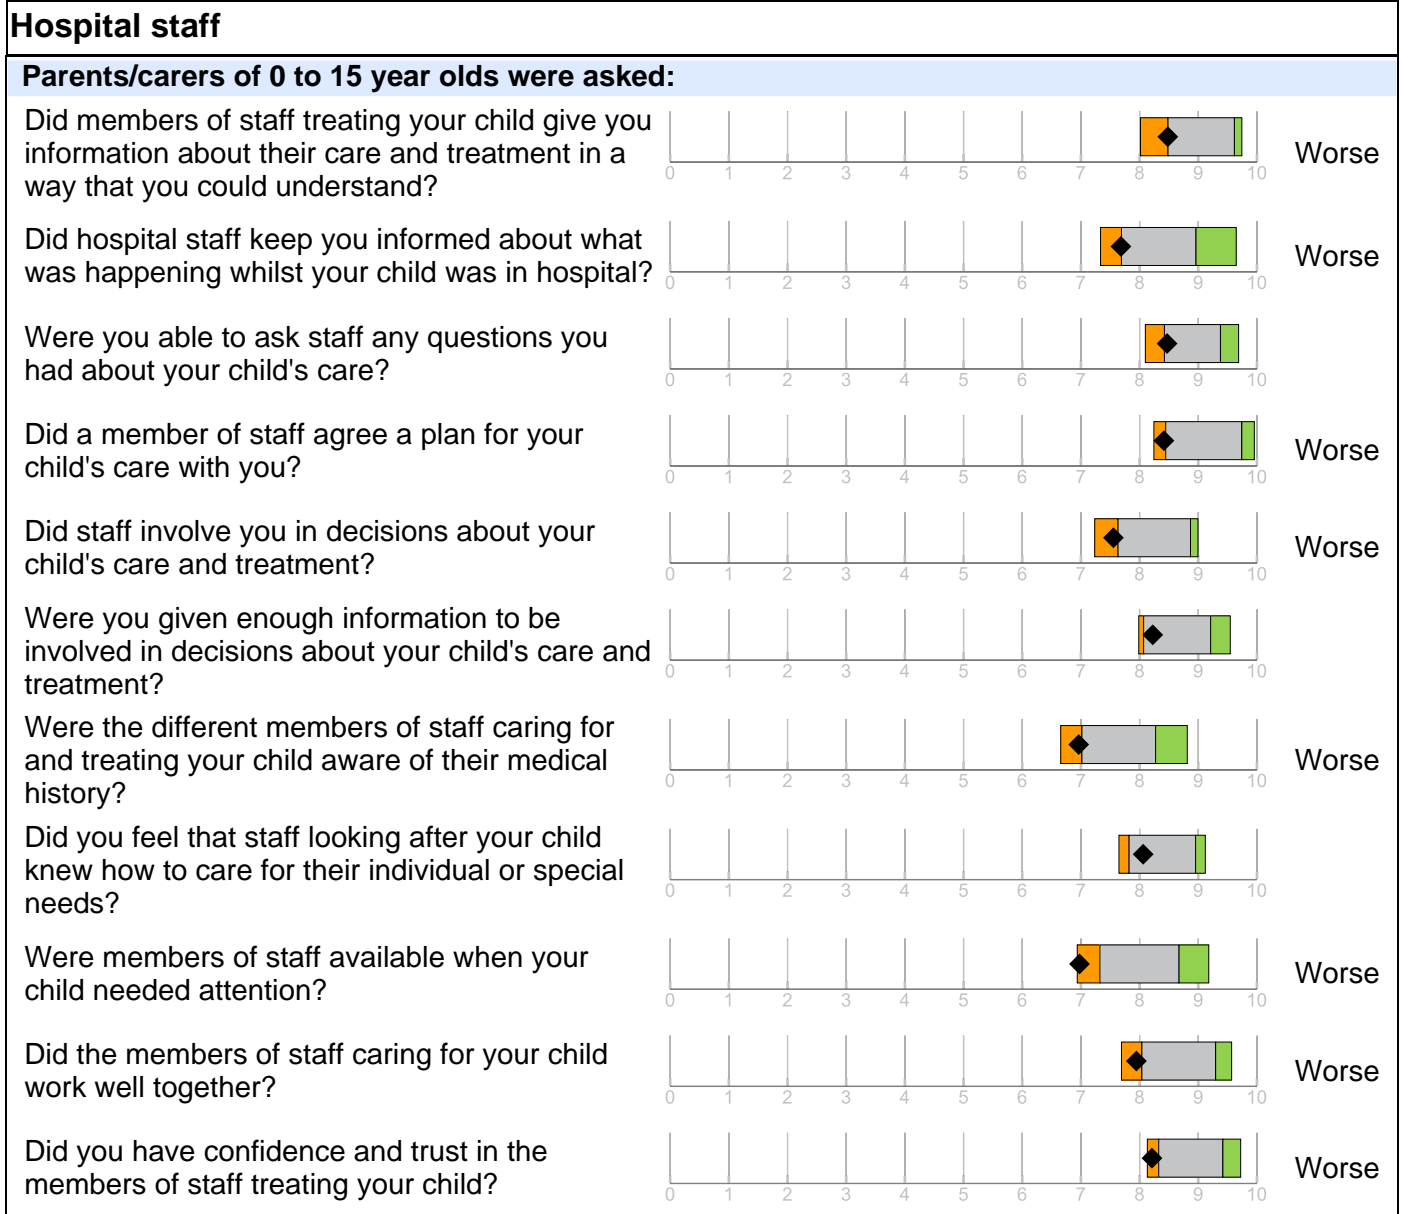 Hospital staff
Parents/carers of 0 to 15 year olds were asked:
Did members of staff treating your child give you
information about their care and treatment in a
way that you could understand?
0 1 2 3 4 5 6 7 8 9 10
Worse
Did hospital staff keep you informed about what
was happening whilst your child was in hospital?
0 1 2 3 4 5 6 7 8 9 10
Worse
Were you able to ask staff any questions you
had about your child's care?
0 1 2 3 4 5 6 7 8 9 10
Did a member of staff agree a plan for your
child's care with you?
0 1 2 3 4 5 6 7 8 9 10
Worse
Did staff involve you in decisions about your
child's care and treatment?
0 1 2 3 4 5 6 7 8 9 10
Worse
Were you given enough information to be
involved in decisions about your child's care and
treatment?
0 1 2 3 4 5 6 7 8 9 10
Were the different members of staff caring for
and treating your child aware of their medical
history?
0 1 2 3 4 5 6 7 8 9 10
Worse
Did you feel that staff looking after your child
knew how to care for their individual or special
needs?
0 1 2 3 4 5 6 7 8 9 10
Were members of staff available when your
child needed attention?
0 1 2 3 4 5 6 7 8 9 10
Worse
Did the members of staff caring for your child
work well together?
0 1 2 3 4 5 6 7 8 9 10
Worse
Did you have confidence and trust in the
members of staff treating your child?
0 1 2 3 4 5 6 7 8 9 10
Worse